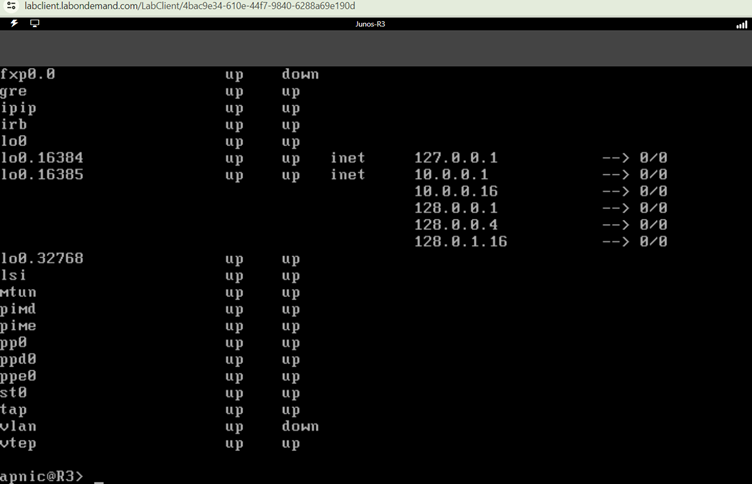 labclient.labondemand.com/LabClient/4bac9e34-610e-44f7-9840-6288a69e190d
Junos-R3
fxp0.0 up down
gre up up
ipip up up
irb up up
lo0 up up
lo0.16384 up up inet 127.0.0.1 --> 0/0
lo0.16385 up up inet 10.0.0.1 --> 0/0
10.0.0.16 --> 0/0
128.0.0.1 --> 0/0
128.0.0.4 --> 0/0
128.0.1.16 --> 0/0
lo0.32768 up up
lsi up up
mtun up up
pimd up up
pime up up
pp0 up up
ppd0 up up
ppe0 up up
st0 up up
tap up up
vlan up down
vtep up up
apnic@R3> _